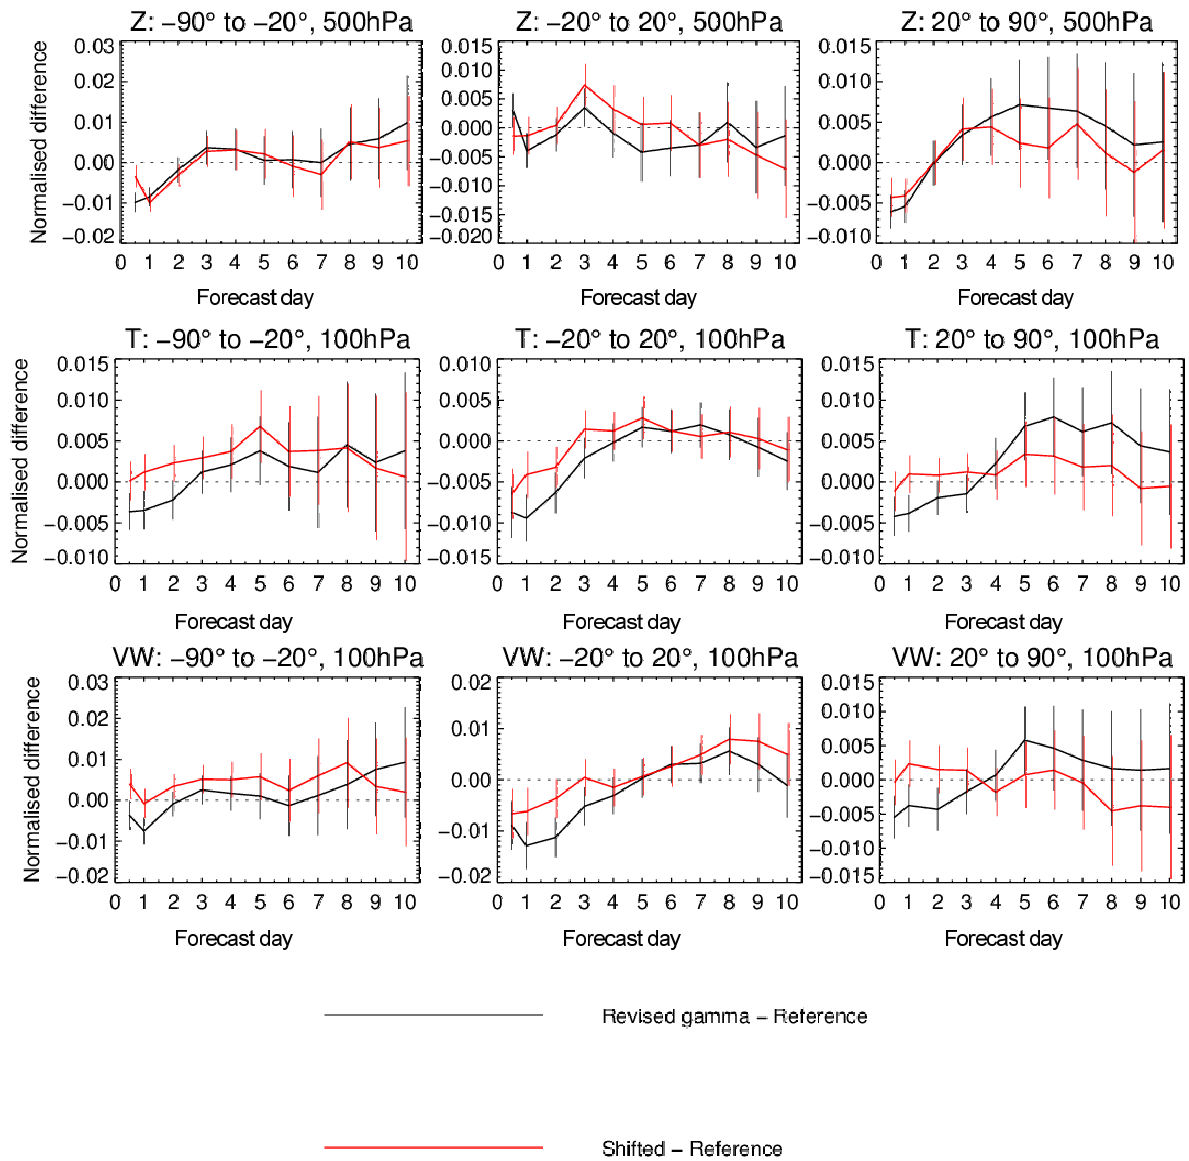 Z: −90° to −20°, 500hPa
Z: −20° to 20°, 500hPa
Z: 20° to 90°, 500hPa
Normalised difference
0.03
0.02
0.01
0.00
−0.01
−0.02
0 1 2 3 4 5 6 7 8 9 10
Forecast day
0.015
0.010
0.005
0.000
−0.005
−0.010
−0.015
−0.020
0 1 2 3 4 5 6 7 8 9 10
Forecast day
0.015
0.010
0.005
0.000
−0.005
−0.010
0 1 2 3 4 5 6 7 8 9 10
Forecast day
T: −90° to −20°, 100hPa
T: −20° to 20°, 100hPa
T: 20° to 90°, 100hPa
Normalised difference
0.015
0.010
0.005
0.000
−0.005
−0.010
0 1 2 3 4 5 6 7 8 9 10
Forecast day
0.010
0.005
0.000
−0.005
−0.010
−0.015
0 1 2 3 4 5 6 7 8 9 10
Forecast day
0.015
0.010
0.005
0.000
−0.005
−0.010
0 1 2 3 4 5 6 7 8 9 10
Forecast day
VW: −90° to −20°, 100hPa
VW: −20° to 20°, 100hPa
VW: 20° to 90°, 100hPa
Normalised difference
0.03
0.02
0.01
0.00
−0.01
−0.02
0 1 2 3 4 5 6 7 8 9 10
Forecast day
0.02
0.01
0.00
−0.01
−0.02
0 1 2 3 4 5 6 7 8 9 10
Forecast day
0.015
0.010
0.005
0.000
−0.005
−0.010
−0.015
0 1 2 3 4 5 6 7 8 9 10
Forecast day
Revised gamma − Reference
Shifted − Reference